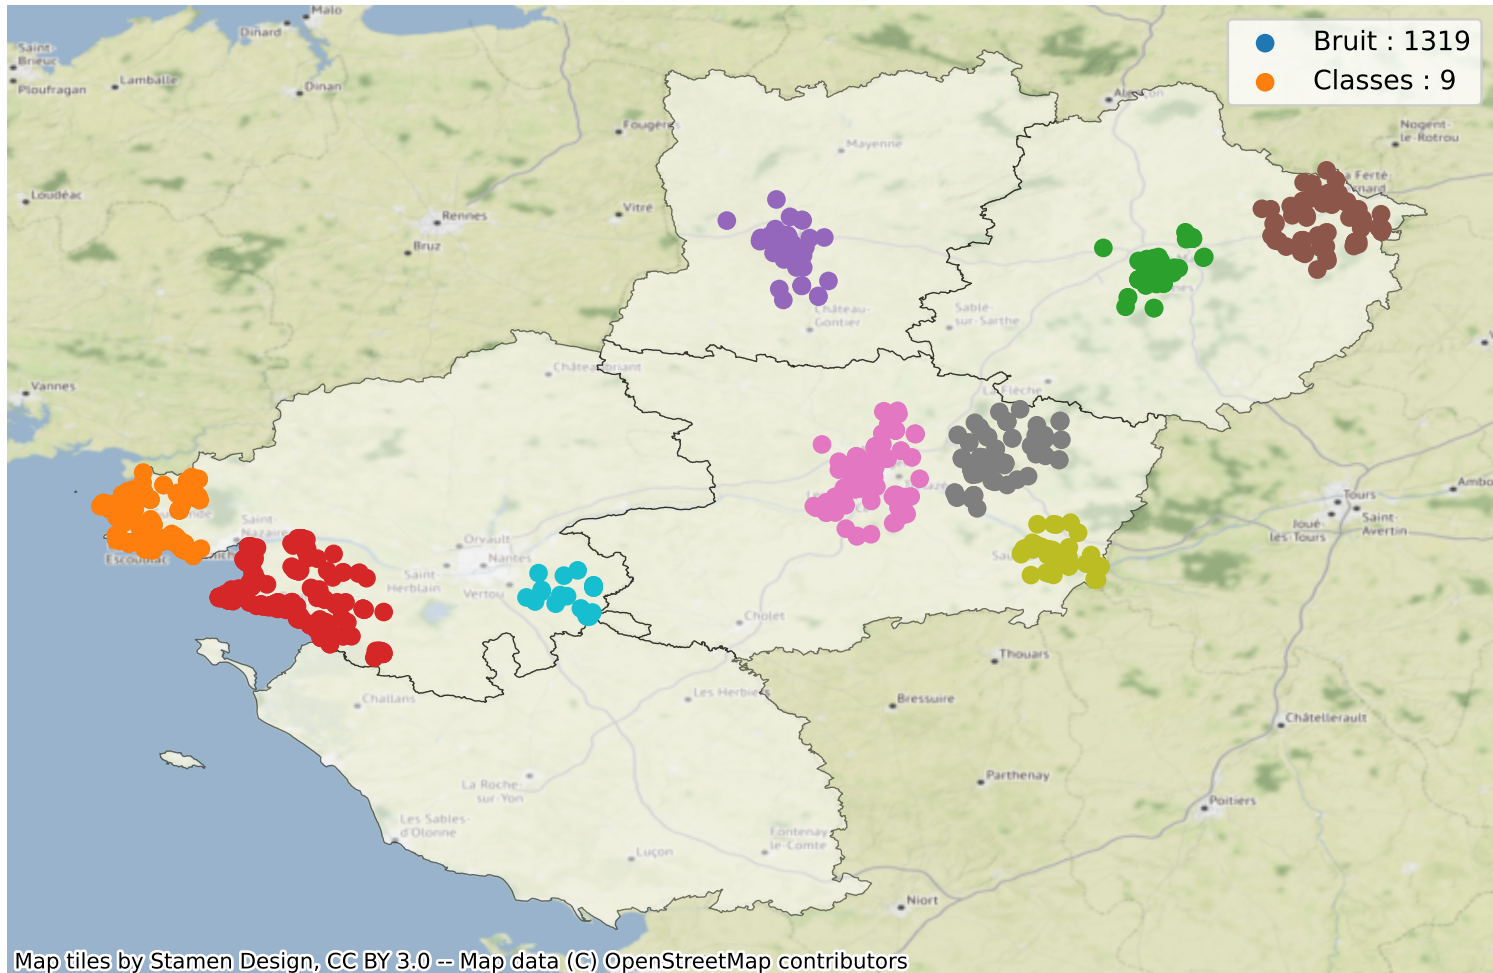 Malo
Dinard
Bruit : 1319
Saint-
Brieuc
Classes : 9
Lamballe
Dinan
Ploufragan
Alençon
Fougères
Nogent-
le-Rotrou
Mayenne
Loudéac
Vitré
Rennes
Bruz
Château-
Gontier
Sablé-
sur-Sarthe
Châteaubriant
Vannes
La Flèche
Ambo
Tours
Saint-
Nazaire
Joué-
lès-Tours
Saint-
Avertin
Escoublac
Orvault
Nantes
Saint-
Herblain
Vertou
Cholet
Thouars
Challans
Les Herbiers
Bressuire
Châtellerault
La Roche-
sur-Yon
Parthenay
Poitiers
Les Sables-
d'Olonne
Fontenay-
le-Comte
Luçon
Niort
Map tiles by Stamen Design, CC BY 3.0 -- Map data (C) OpenStreetMap contributors